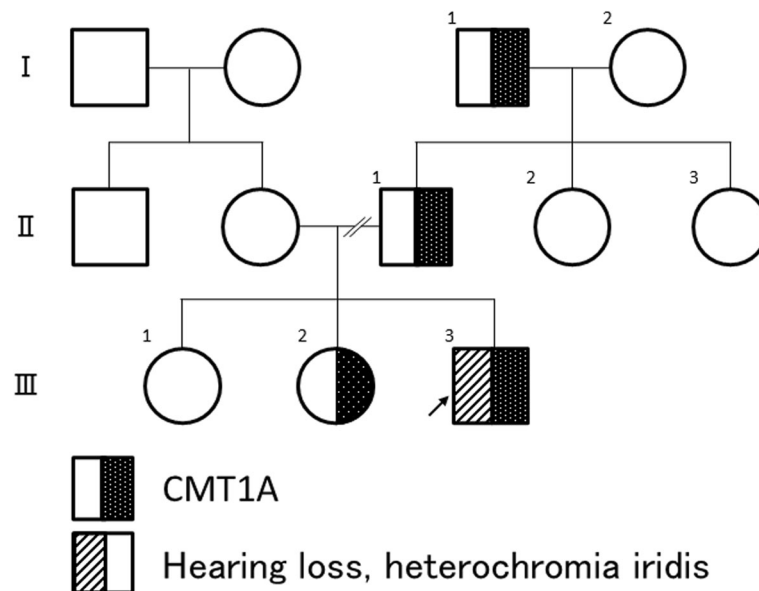 1 2
I
1 2 3
II
1 2 3
III
CMT1A
Hearing loss, heterochromia iridis